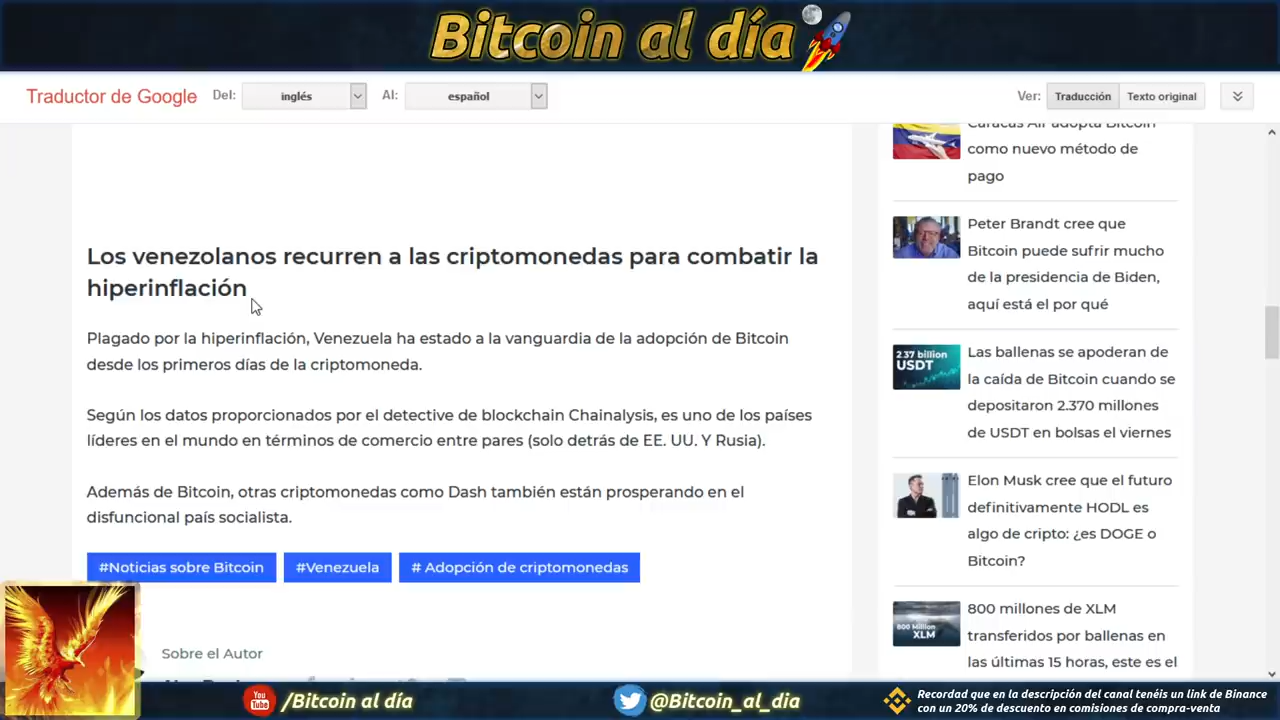 Bitcoin al día
Traductor de Google
Del:
inglés
Al:
español
Ver:
Traducción
Texto original
Los venezolanos recurren a las criptomonedas para combatir la
hiperinflación
Plagado por la hiperinflación, Venezuela ha estado a la vanguardia de la adopción de Bitcoin
desde los primeros días de la criptomoneda.
Según los datos proporcionados por el detective de blockchain Chainalysis, es uno de los países
líderes en el mundo en términos de comercio entre pares (solo detrás de EE. UU. Y Rusia).
Además de Bitcoin, otras criptomonedas como Dash también están prosperando en el
disfuncional país socialista.
#Noticias sobre Bitcoin
#Venezuela
# Adopción de criptomonedas
Sobre el Autor
Caracas Air adopta Bitcoin
como nuevo método de
pago
Peter Brandt cree que
Bitcoin puede sufrir mucho
de la presidencia de Biden,
aquí está el por qué
2.37 billion
USDT
Las ballenas se apoderan de
la caída de Bitcoin cuando se
depositaron 2.370 millones
de USDT en bolsas el viernes
Elon Musk cree que el futuro
definitivamente HODL es
algo de cripto: ¿es DOGE o
Bitcoin?
800 Million
XLM
800 millones de XLM
transferidos por ballenas en
las últimas 15 horas, este es el
You
Tube
/Bitcoin al día
@Bitcoin_al_dia
Recordad que en la descripción del canal tenéis un link de Binance
con un 20% de descuento en comisiones de compra-venta